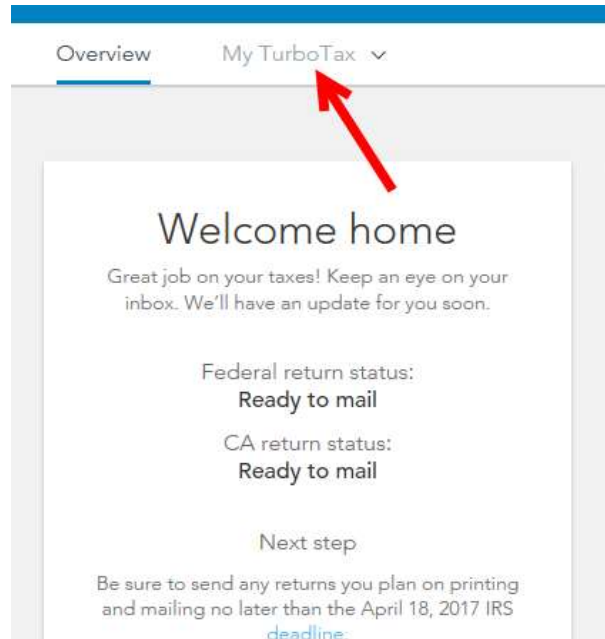 Overview My TurboTax
Welcome home
Great job on your taxes! Keep an eye on your
inbox. We'll have an update for you soon.
Federal return status:
Ready to mail
CA return status:
Ready to mail
Next step
Be sure to send any returns you plan on printing
and mailing no later than the April 18, 2017 IRS
deadline: